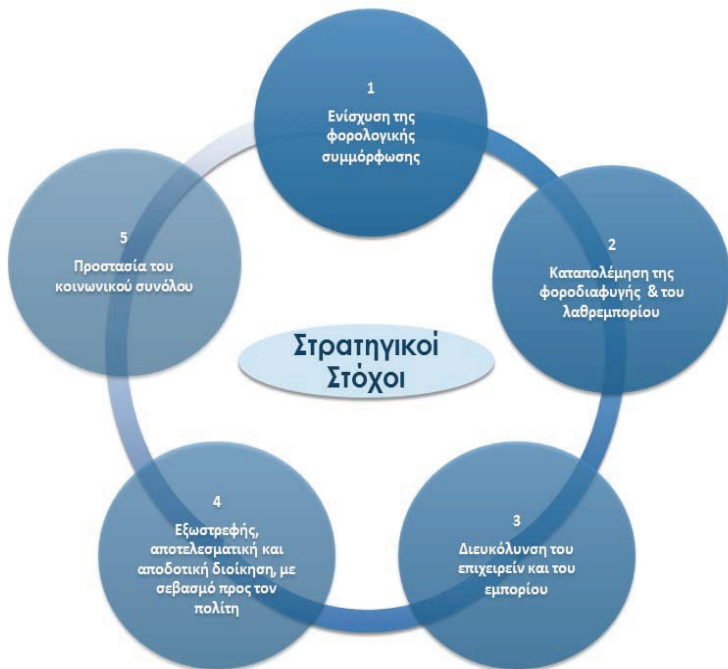 1
Ενίσχυση της
φορολογικής
συμμόρφωσης
2
Καταπολέμηση της
φοροδιαφυγής & του
λαθρεμπορίου
3
Διευκόλυνση του
επιχειρείν και του
εμπορίου
4
Εξωστρεφής,
αποτελεσματική και
αποδοτική διοίκηση, με
σεβασμό προς τον
πολίτη
5
Προστασία του
κοινωνικού συνόλου
Στρατηγικοί
Στόχοι